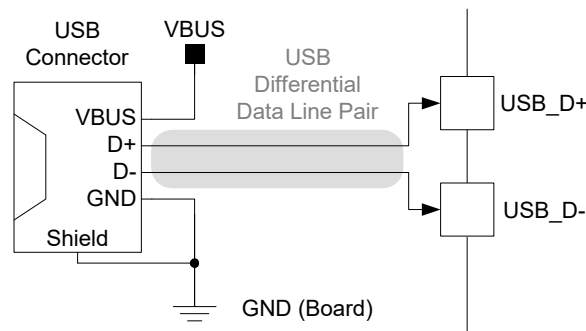 USB
Connector
VBUS
USB
Differential
Data Line Pair
VBUS
D+
D-
GND
Shield
USB_D+
USB_D-
GND (Board)